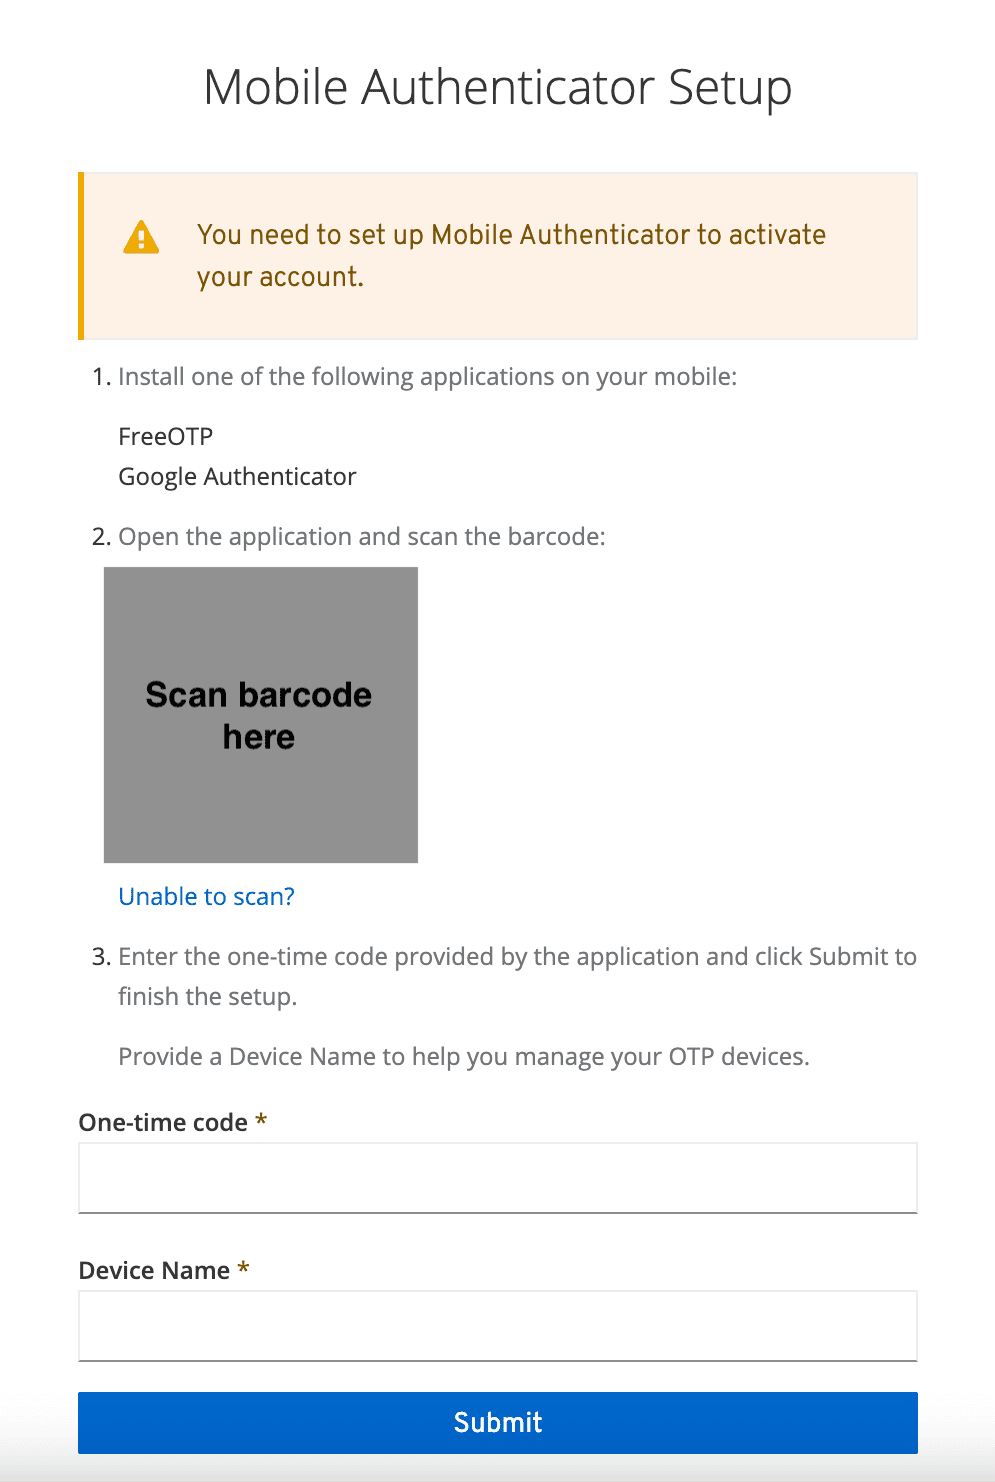 Mobile Authenticator Setup
You need to set up Mobile Authenticator to activate
your account.
1. Install one of the following applications on your mobile:
FreeOTP
Google Authenticator
2. Open the application and scan the barcode:
Scan barcode
here
Unable to scan?
3. Enter the one-time code provided by the application and click Submit to
finish the setup.
Provide a Device Name to help you manage your OTP devices.
One-time code *
Device Name *
Submit